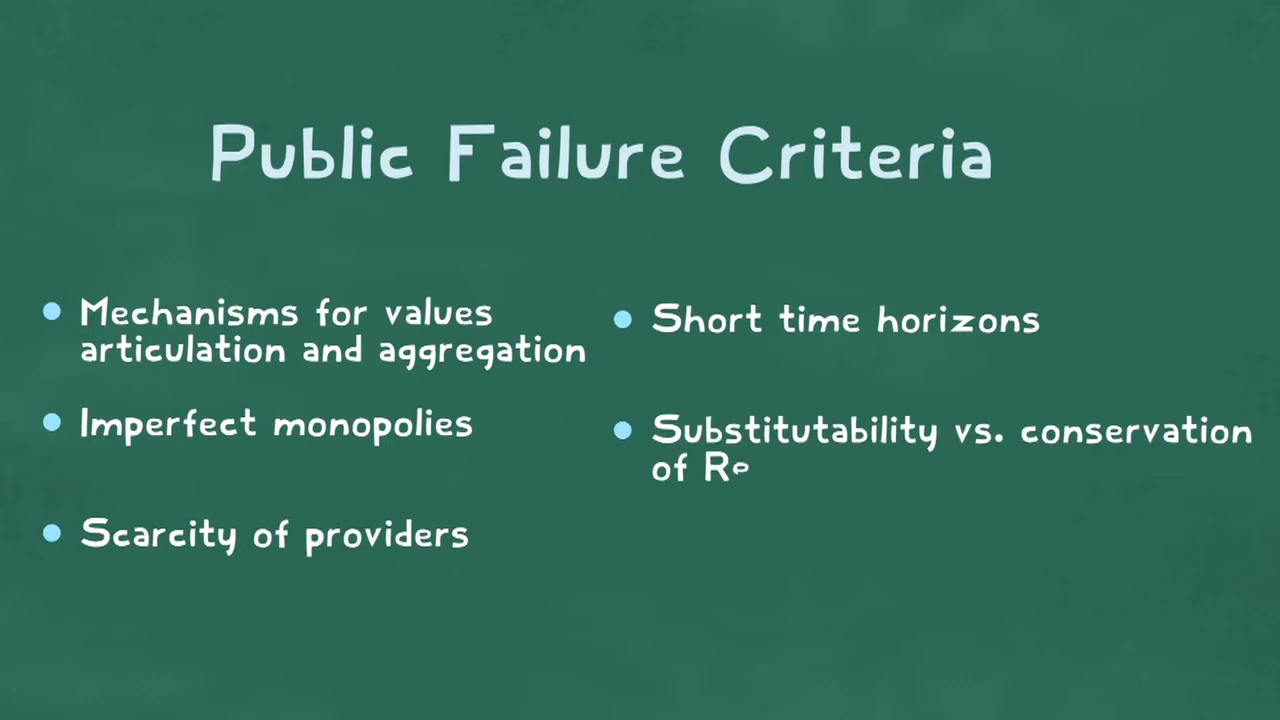 Public Failure Criteria
Mechanisms for values
articulation and aggregation
Imperfect monopolies
Scarcity of providers
Short time horizons
Substitutability vs. conservation
of Re